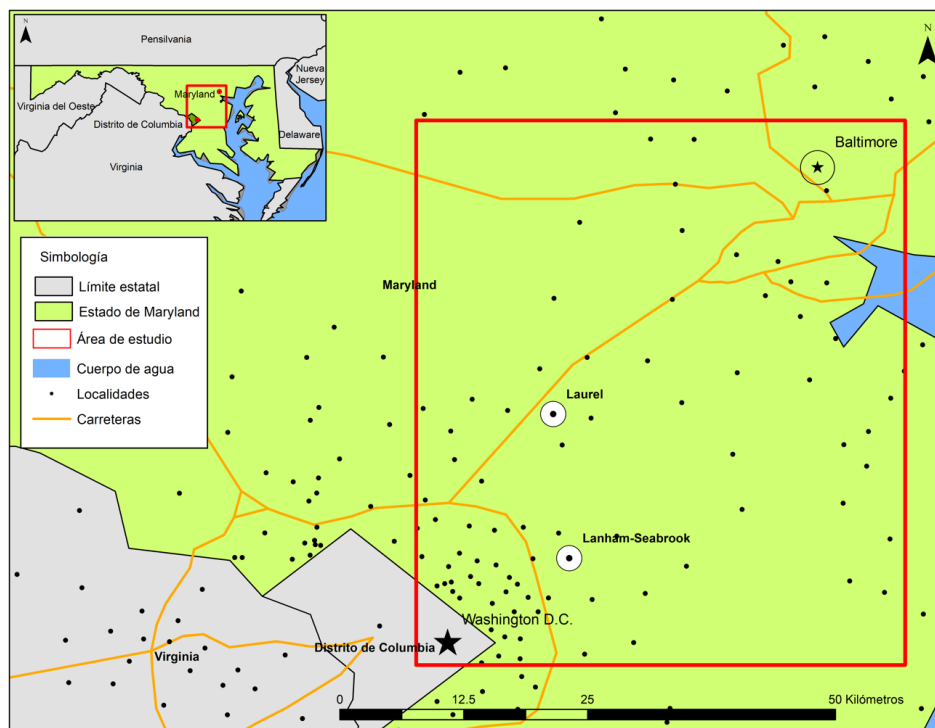 N
Pensilvania
Nueva
Jersey
Maryland
Virginia del Oeste
Distrito de Columbia
Delaware
Virginia
N
Baltimore
Simbología
Límite estatal
Estado de Maryland
Área de estudio
Cuerpo de agua
Localidades
Carreteras
Maryland
Laurel
Lanham-Seabrook
Washington D.C.
Distrito de Columbia
Virginia
0 12.5 25 50 Kilómetros